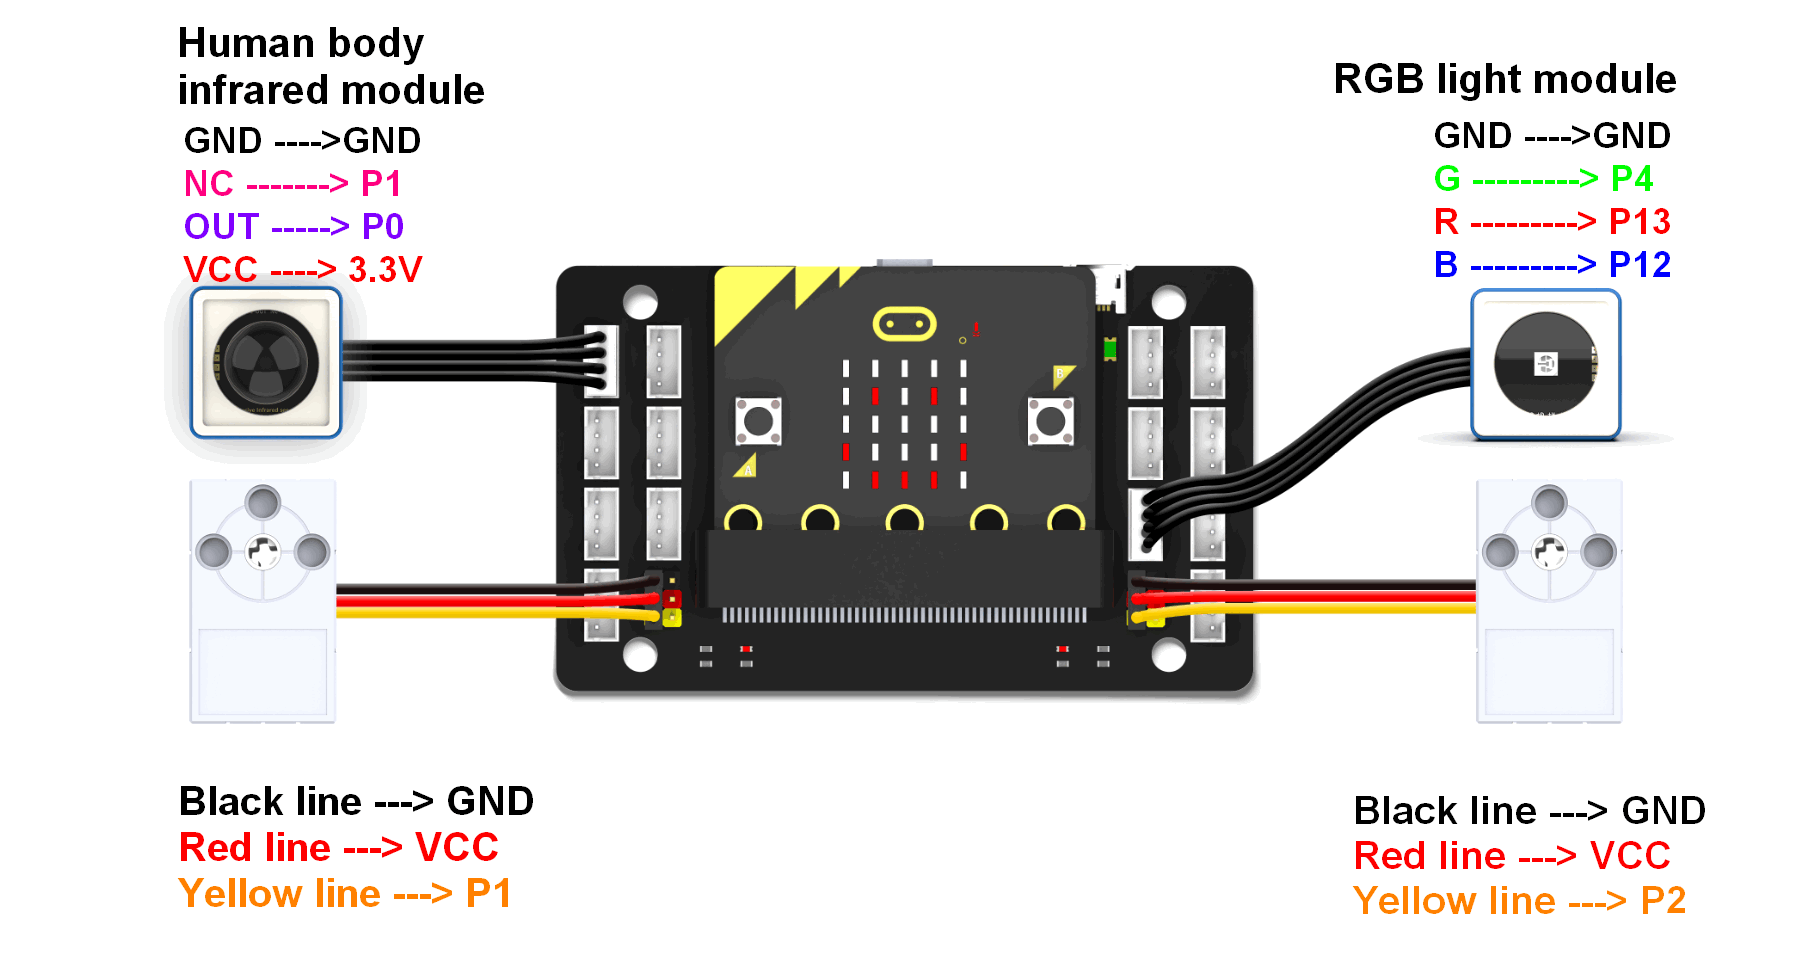 Human body
infrared module
GND ---->GND
NC -------> P1
OUT -----> P0
VCC ----> 3.3V
RGB light module
GND ---->GND
G ---------> P4
R ---------> P13
B ---------> P12
B
A
Black line ---> GND
Red line ---> VCC
Yellow line ---> P1
Black line ---> GND
Red line ---> VCC
Yellow line ---> P2